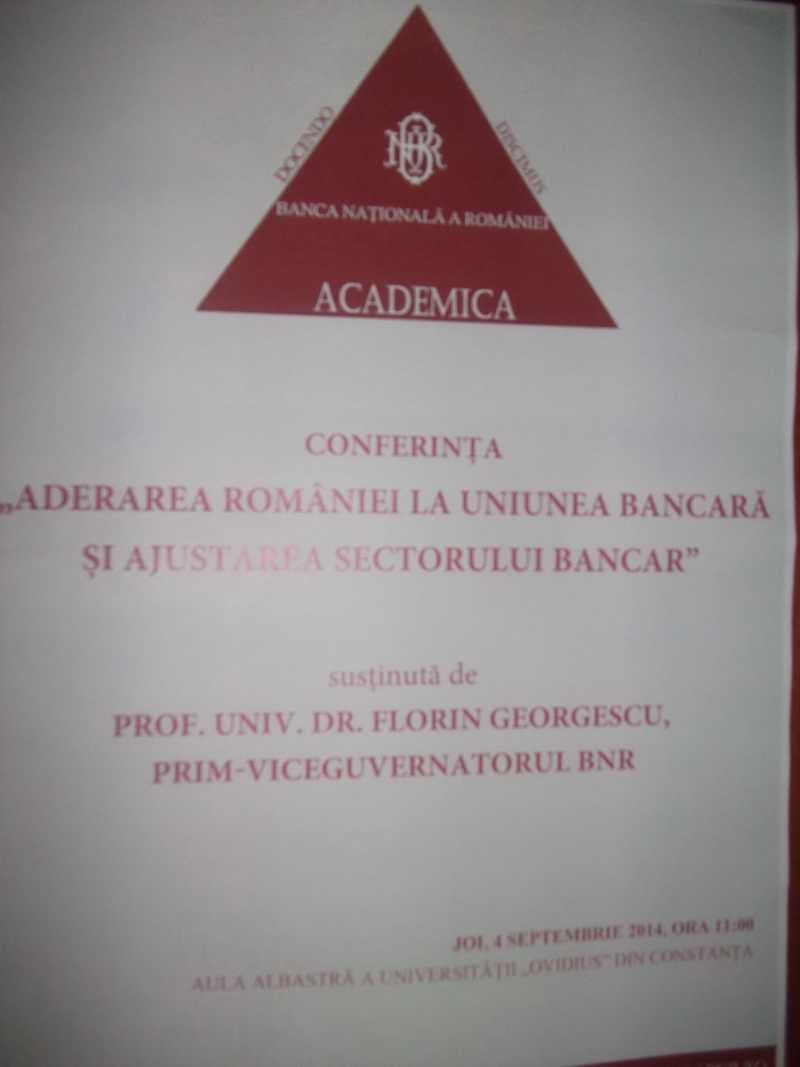 DOCENDO
DISCIMUS
BNR
BANCA NAȚIONALĂ A ROMÂNIEI
ACADEMICA
CONFERINȚA
„ADERAREA ROMÂNIEI LA UNIUNEA BANCARĂ
ȘI AJUSTAREA SECTORULUI BANCAR”
susținută de
PROF. UNIV. DR. FLORIN GEORGESCU,
PRIM-VICEGUVERNATORUL BNR
JOI, 4 SEPTEMBRIE 2014, ORA 11:00
AULA ALBASTRĂ A UNIVERSITĂȚII „OVIDIUS” DIN CONSTANȚA